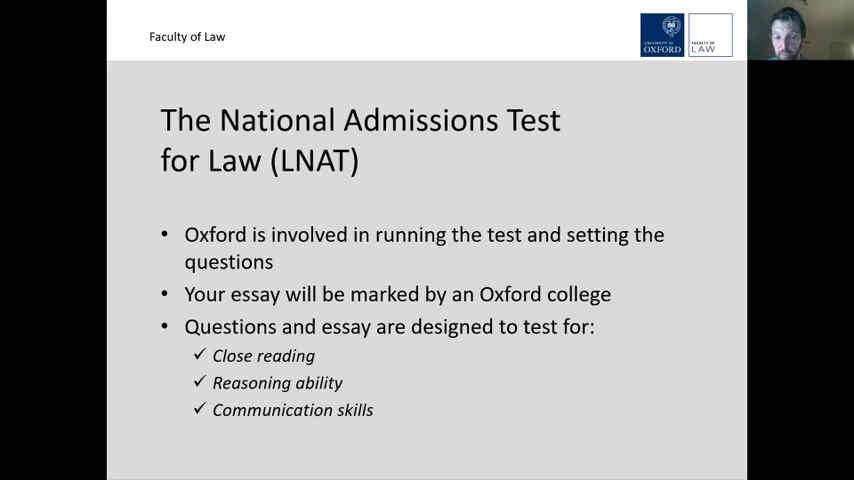 Faculty of Law
UNIVERSITY OF
OXFORD
FACULTY OF
LAW
The National Admissions Test
for Law (LNAT)
• Oxford is involved in running the test and setting the
questions
• Your essay will be marked by an Oxford college
• Questions and essay are designed to test for:
✓ Close reading
✓ Reasoning ability
✓ Communication skills